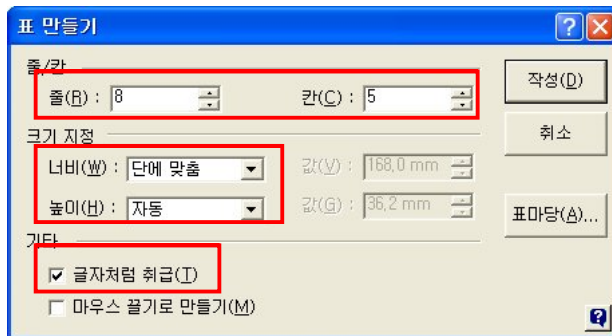 표 만들기
줄/칸
줄(R) : 8 칸(C) : 5
작성(D)
크기 지정
취소
너비(W) : 단에 맞춤 값(V) : 168,0 mm
높이(H) : 자동 값(G) : 36,2 mm
표마당(A)...
기타
글자처럼 취급(T)
마우스 끌기로 만들기(M)